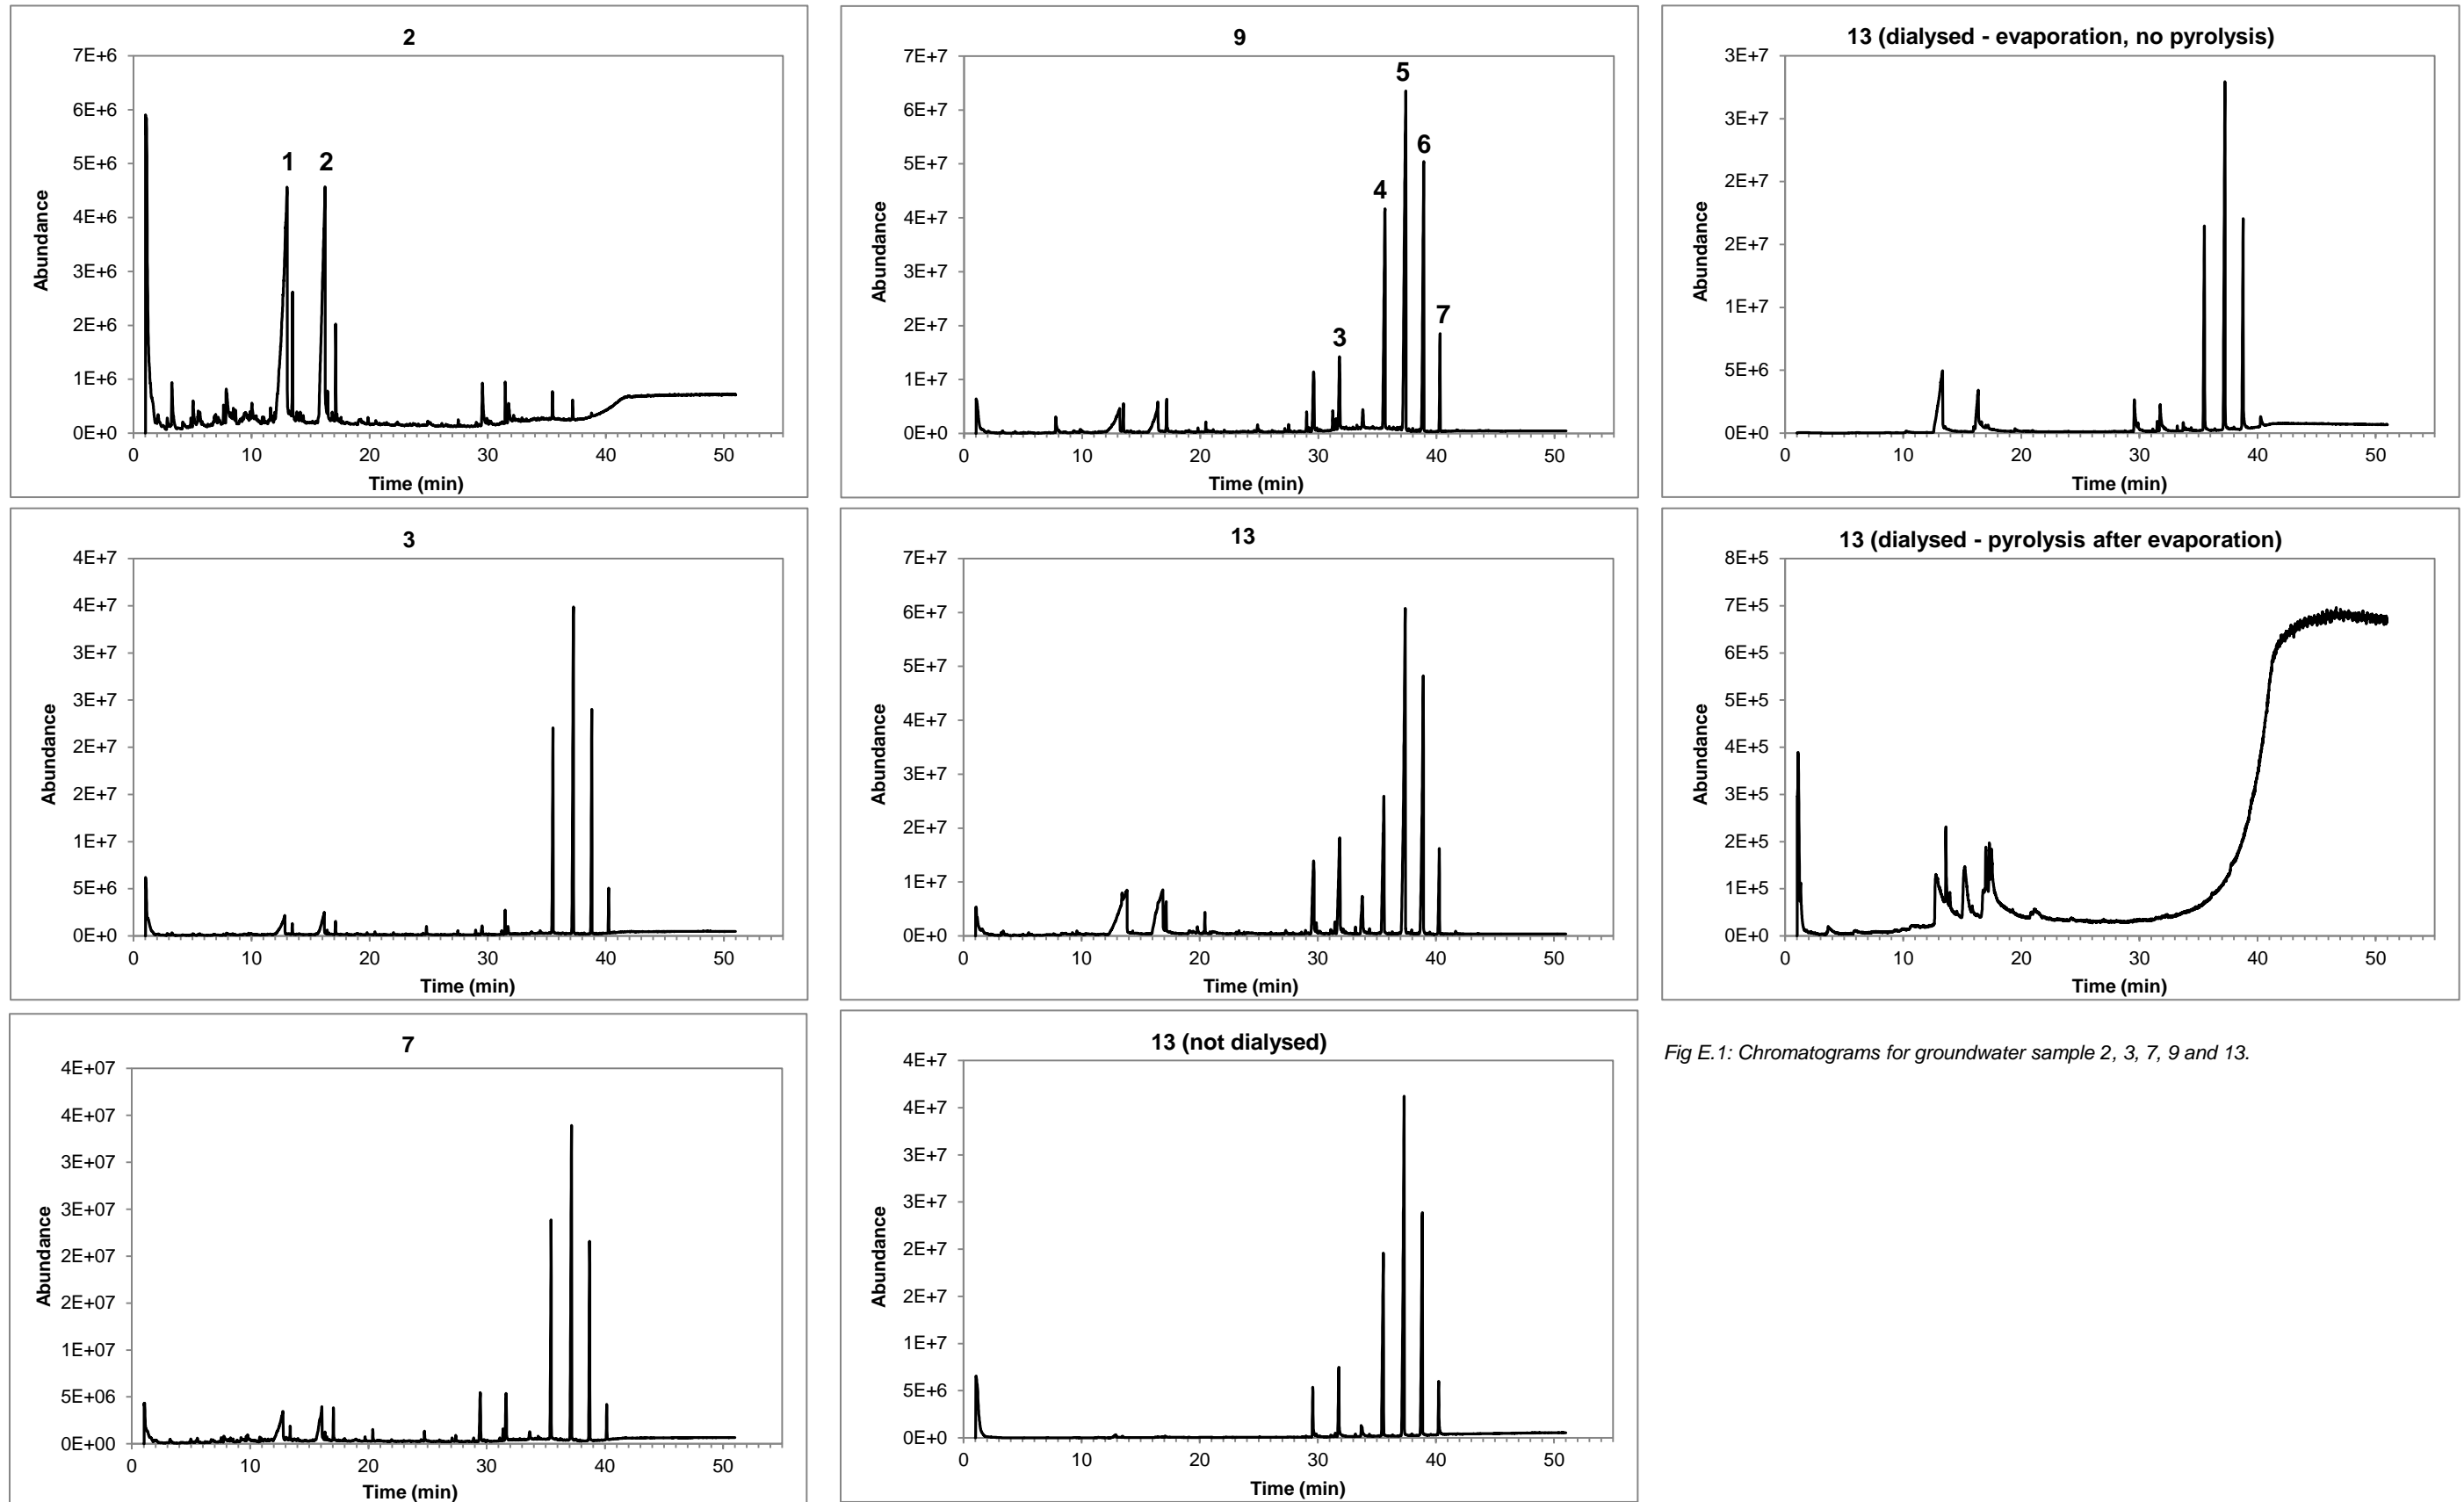 2
7E+6
6E+6
5E+6
4E+6
3E+6
2E+6
1E+6
0E+0
Abundance
1 2
0 10 20 30 40 50
Time (min)
9
7E+7
6E+7
5E+7
4E+7
3E+7
2E+7
1E+7
0E+0
Abundance
3
4
5
6
7
0 10 20 30 40 50
Time (min)
13 (dialysed - evaporation, no pyrolysis)
3E+7
3E+7
2E+7
2E+7
1E+7
5E+6
0E+0
Abundance
0 10 20 30 40 50
Time (min)
3
4E+7
4E+7
3E+7
3E+7
2E+7
2E+7
1E+7
5E+6
0E+0
Abundance
0 10 20 30 40 50
Time (min)
13
7E+7
6E+7
5E+7
4E+7
3E+7
2E+7
1E+7
0E+0
Abundance
0 10 20 30 40 50
Time (min)
13 (dialysed - pyrolysis after evaporation)
8E+5
7E+5
6E+5
5E+5
4E+5
3E+5
2E+5
1E+5
0E+0
Abundance
0 10 20 30 40 50
Time (min)
7
4E+07
4E+07
3E+07
3E+07
2E+07
2E+07
1E+07
5E+06
0E+00
Abundance
0 10 20 30 40 50
Time (min)
13 (not dialysed)
4E+7
4E+7
3E+7
3E+7
2E+7
2E+7
1E+7
5E+6
0E+0
Abundance
0 10 20 30 40 50
Time (min)
Fig E.1: Chromatograms for groundwater sample 2, 3, 7, 9 and 13.